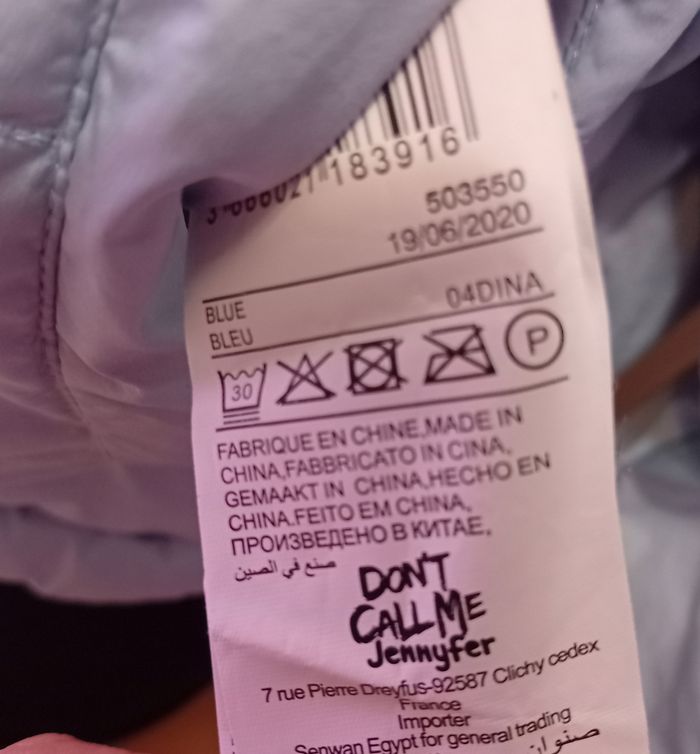 183916
503550
19/06/2020
BLUE
04DINA
BLEU
30
P
FABRIQUE EN CHINE,MADE IN
CHINA,FABBRICATO IN CINA,
GEMAAKT IN CHINA,HECHO EN
CHINA.FEITO EM CHINA,
ПРОИЗВЕДЕНО В КИТАЕ,
صنع في الصين
DON'T
CALL ME
Jennyfer
7 rue Pierre Dreyfus-92587 Clichy cedex
France
Importer
Senwan Egypt for general trading